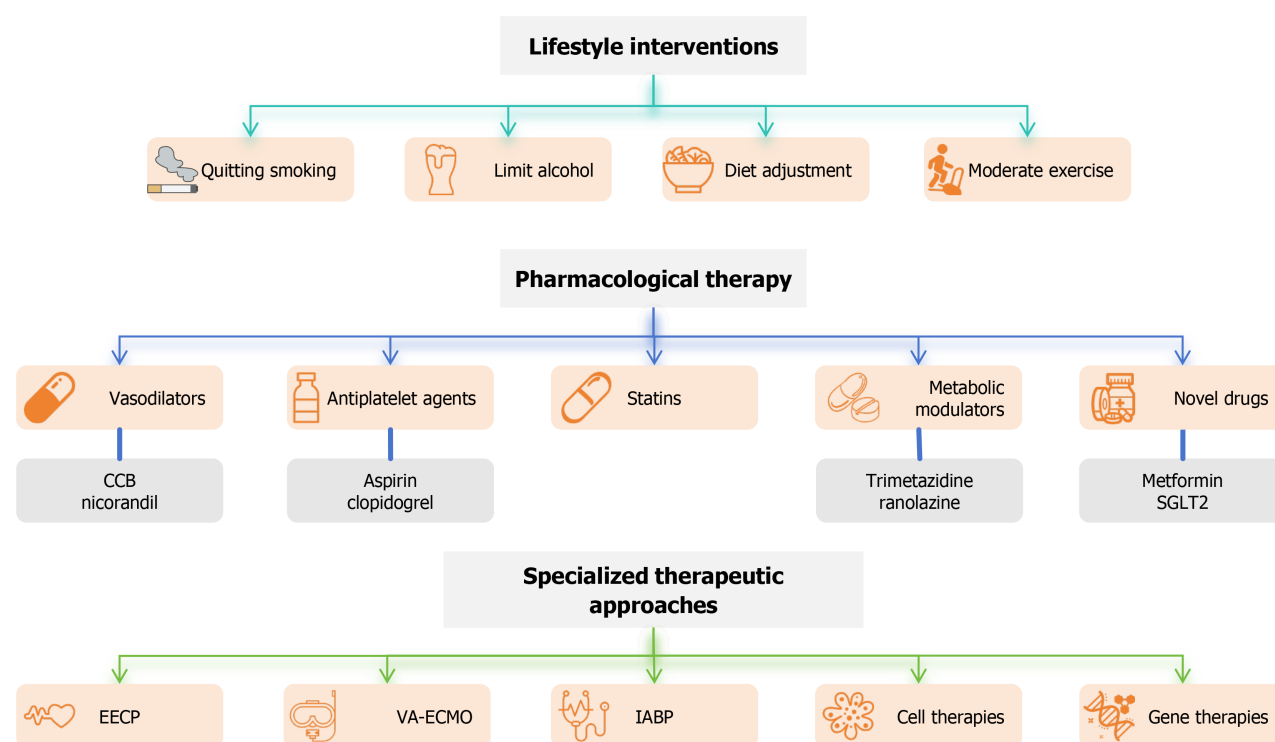 Lifestyle interventions
Quitting smoking
Limit alcohol
Diet adjustment
Moderate exercise
Pharmacological therapy
Vasodilators
Antiplatelet agents
Statins
Metabolic
modulators
Novel drugs
CCB
nicorandil
Aspirin
clopidogrel
Trimetazidine
ranolazine
Metformin
SGLT2
Specialized therapeutic
approaches
EECP
VA-ECMO
IABP
Cell therapies
Gene therapies